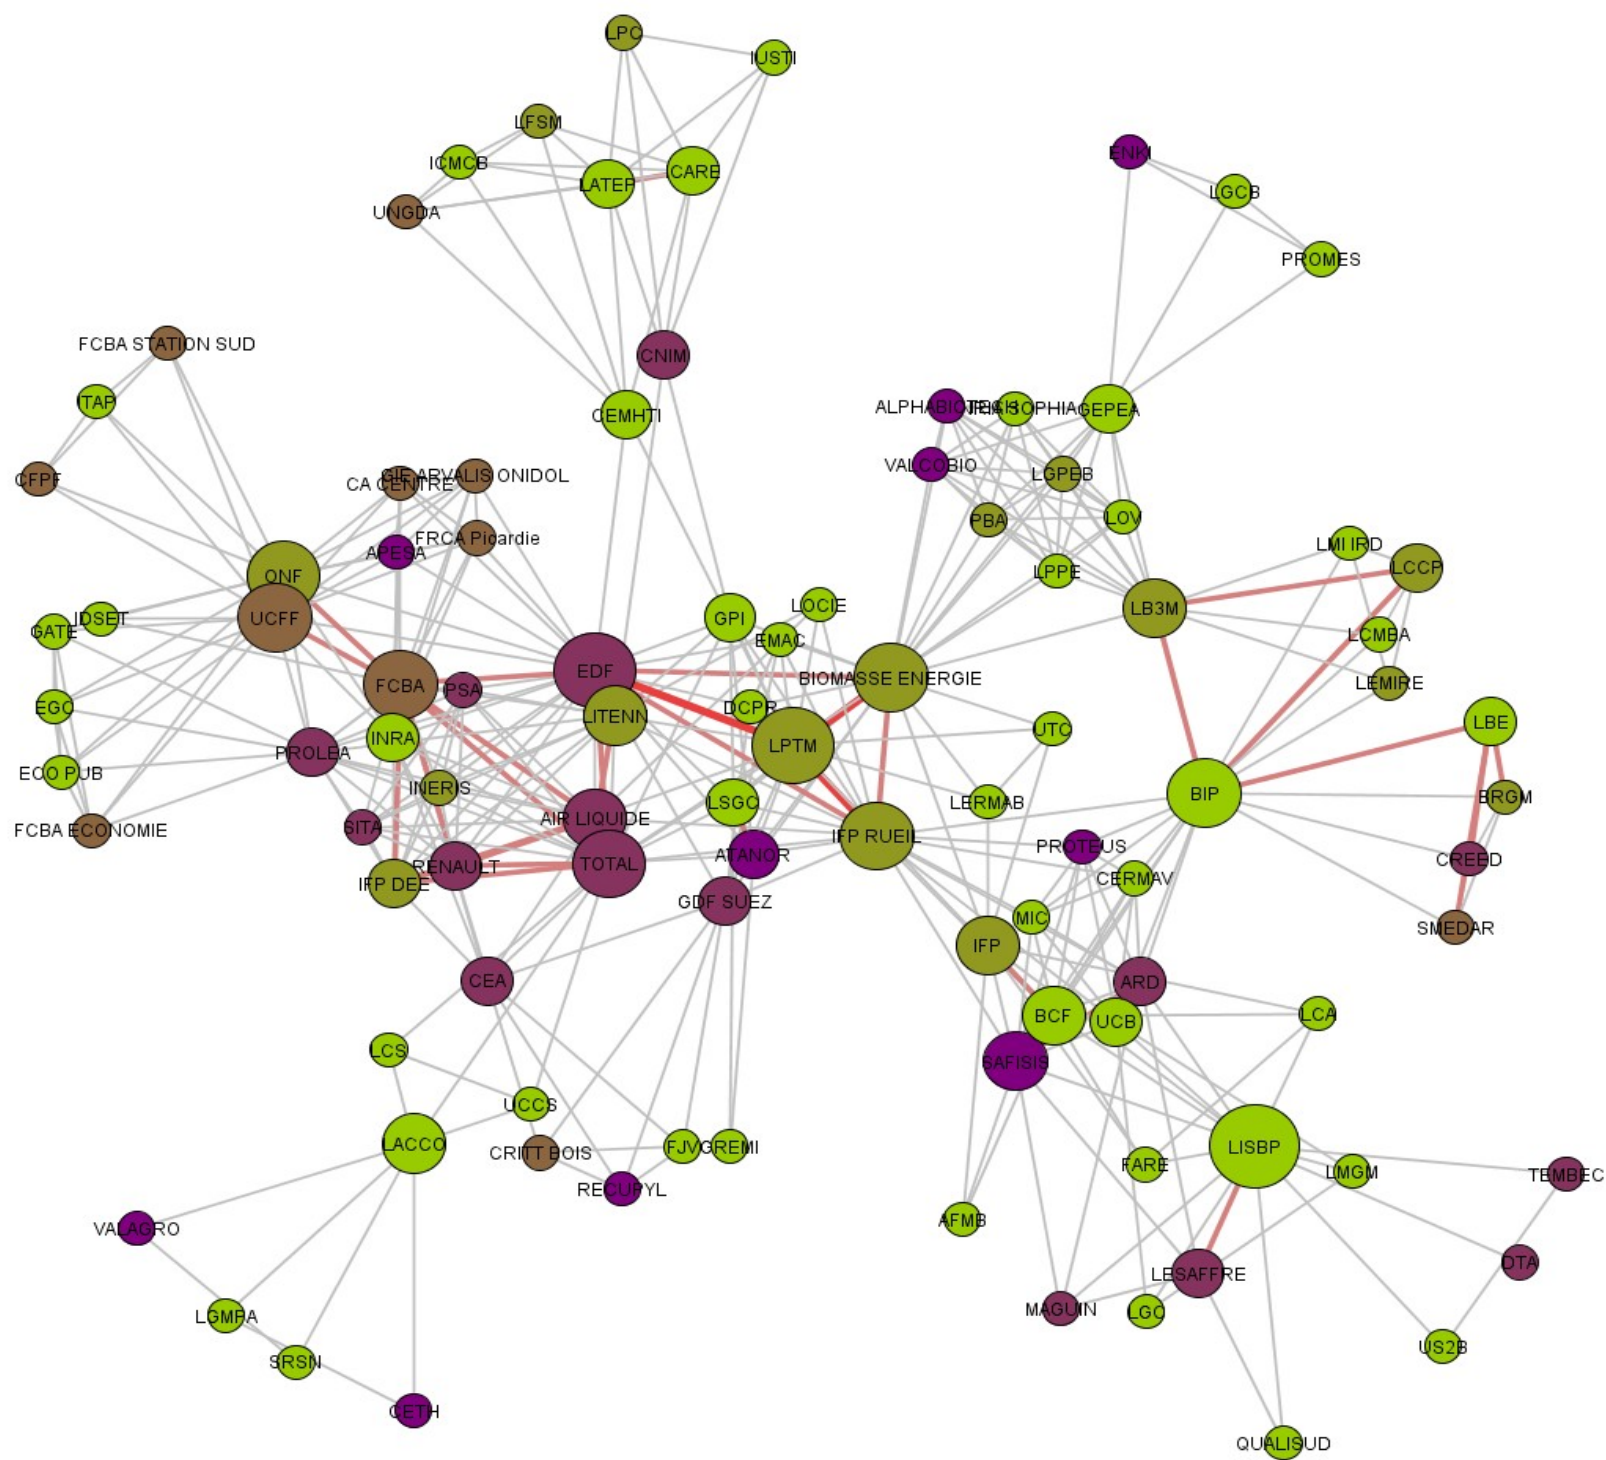 LPC
IUSTI
LFSM
ENKI
ICMCB
CARE
LATEP
LGCB
UNGDA
PROMES
FCBA STATION SUD
CNIM
ITAP
ALPHABIOTECH
SOPHIA
GEPEA
CEMHTI
VALCOBIO
LGPEB
CFPF
GIE ARVALIS ONIDOL
CA CENTRE
PBA
LOV
FRCA Picardie
LMI IRD
APESA
LCCP
LPPE
ONF
LOCIE
LB3M
UCFF
IDSET
GPI
GATE
EMAC
LCMBA
EDF
BIOMASSE ENERGIE
FCBA
PSA
LEMIRE
EGC
DCPR
LITENN
LBE
UTC
INRA
LPTM
PROLEA
ECO PUB
INERIS
LSGC
LERMAB
BIP
BRGM
FCBA ECONOMIE
SITA
AIR LIQUIDE
IFP RUEIL
PROTEUS
ATANOR
CREED
RENAULT
TOTAL
IFP DEE
CERMAV
GDF SUEZ
MIC
SMEDAR
IFP
CEA
ARD
BCF
UCB
LCA
LCS
SAFISIS
UCCS
LACCO
CRITT BOIS
FJV
GREMI
LISBP
FARE
LMGM
TEMBEC
RECUPYL
AFMB
VALAGRO
DTA
LESAFFRE
MAGUIN
LGC
LGMPA
US2B
SRSN
CETH
QUALISUD